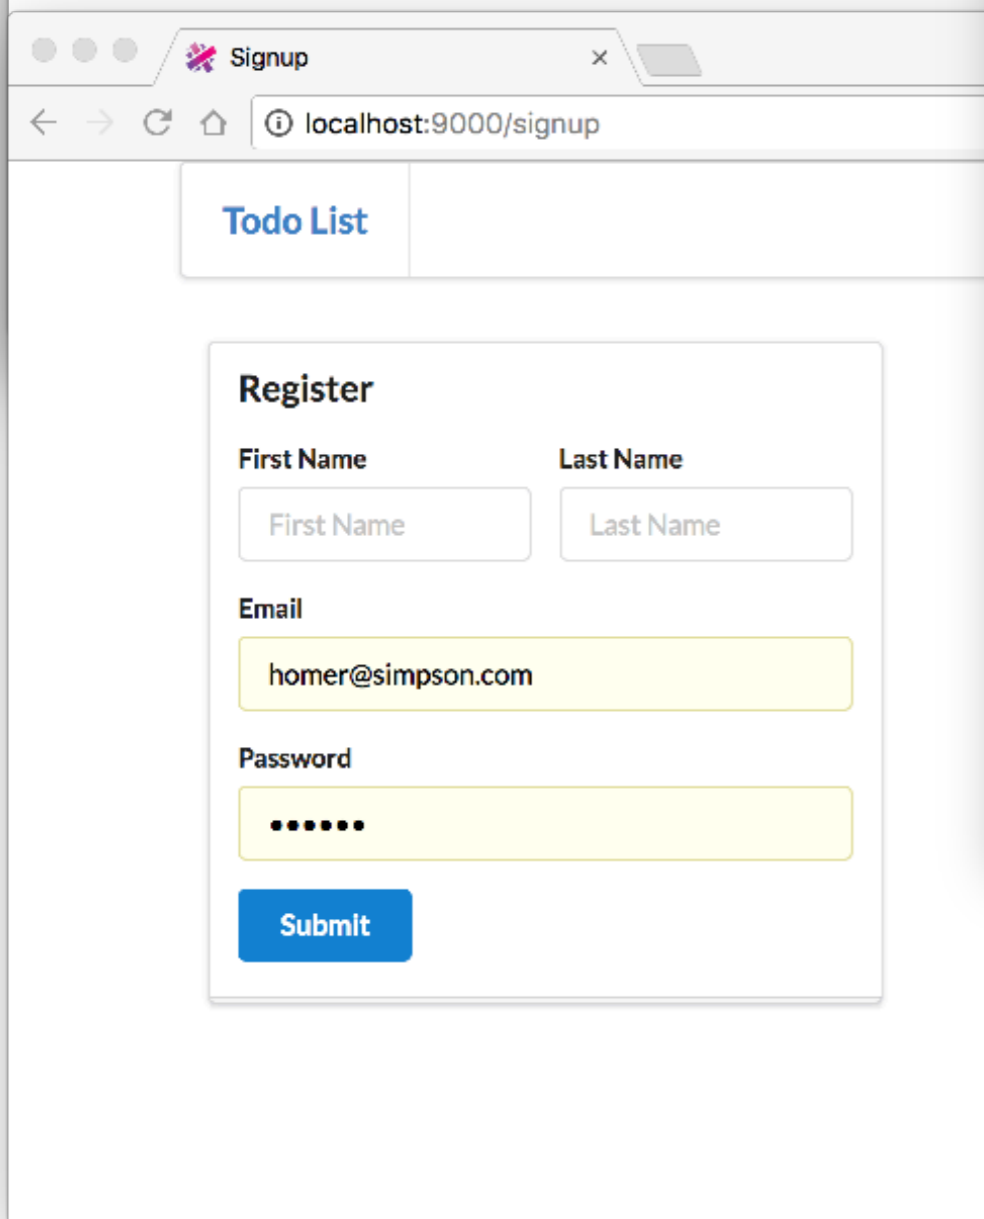 Signup
localhost:9000/signup
Todo List
Register
First Name Last Name
First Name Last Name
Email
homer@simpson.com
Password
••••••
Submit